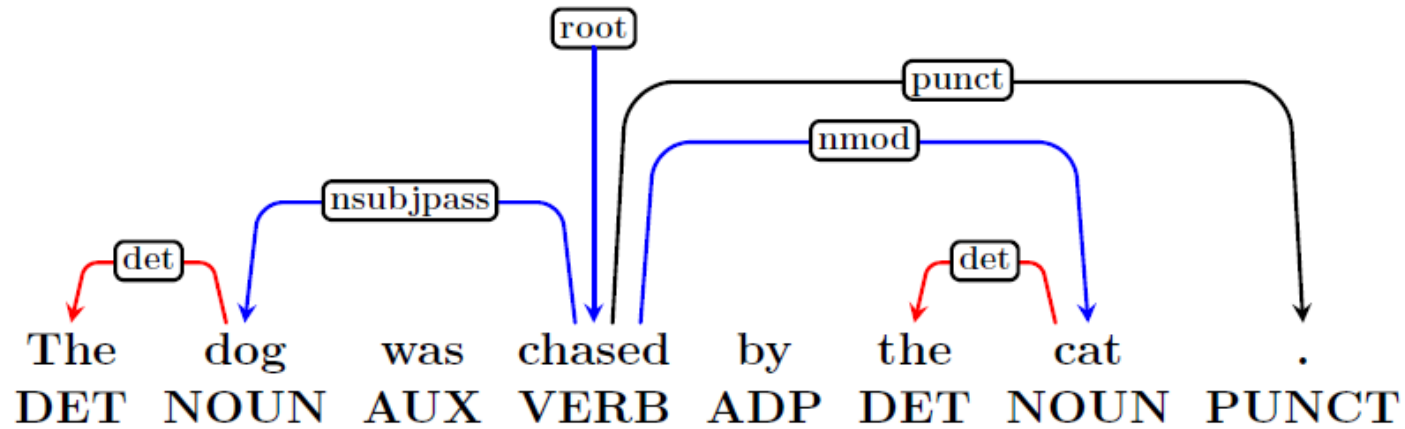 root
punct
nmod
nsubjpass
det det
The dog was chased by the cat .
DET NOUN AUX VERB ADP DET NOUN PUNCT